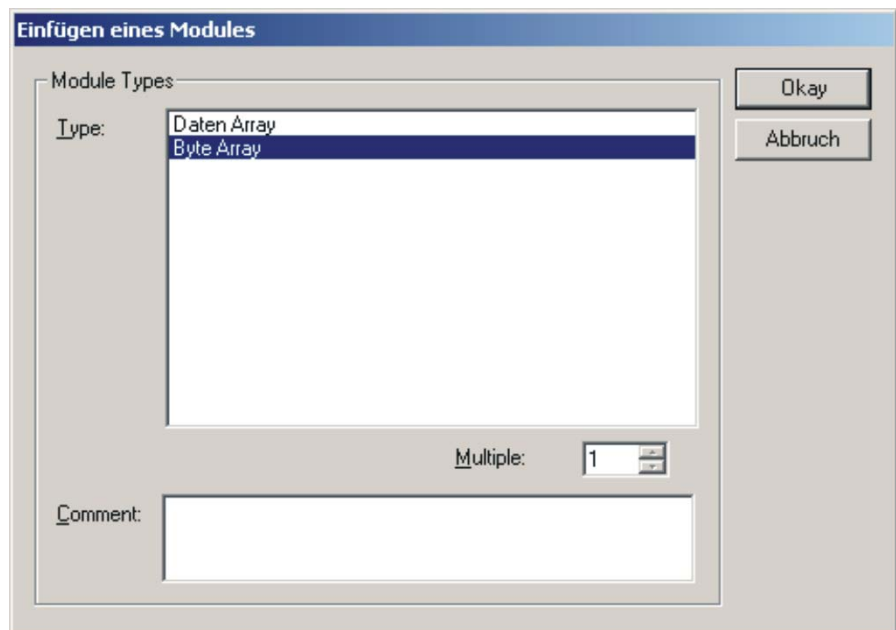 Einfügen eines Modules
Module Types
Type:
Daten Array
Byte Array
Okay
Abbruch
Multiple:
1
Comment: